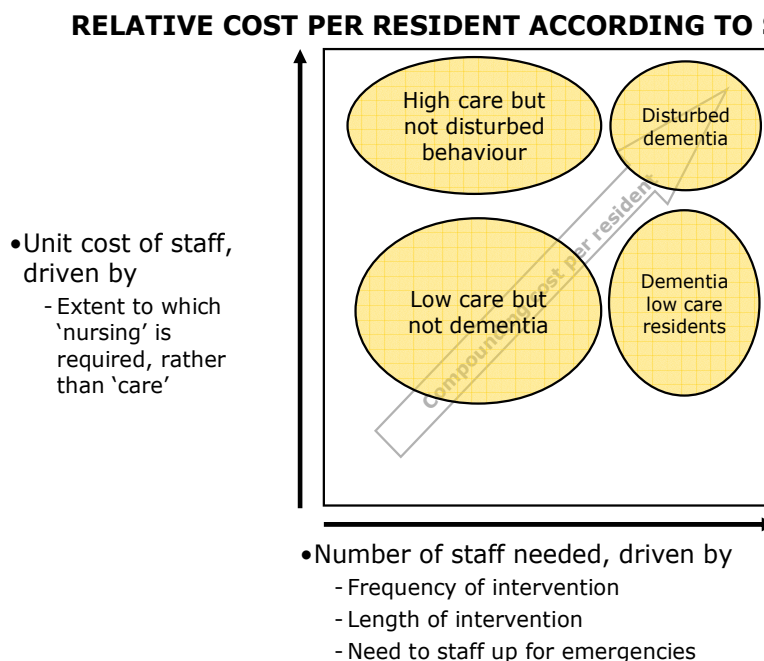 RELATIVE COST PER RESIDENT ACCORDING TO
High care but
not disturbed
behaviour
Disturbed
dementia
•Unit cost of staff,
driven by
- Extent to which
‘nursing’ is
required, rather
than ‘care’
Low care but
not dementia
Dementia
low care
residents
Compounding cost per resident
•Number of staff needed, driven by
- Frequency of intervention
- Length of intervention
- Need to staff up for emergencies